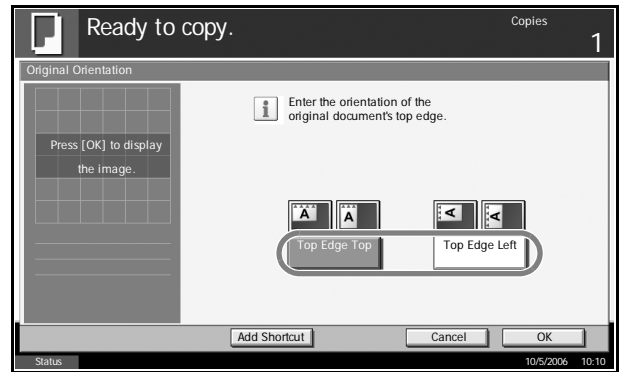 Ready to copy.
Copies
1
Original Orientation
Enter the orientation of the
original document's top edge.
Press [OK] to display
the image.
A A A A
Top Edge Top
Top Edge Left
Add Shortcut
Cancel
OK
Status
10/5/2006 10:10